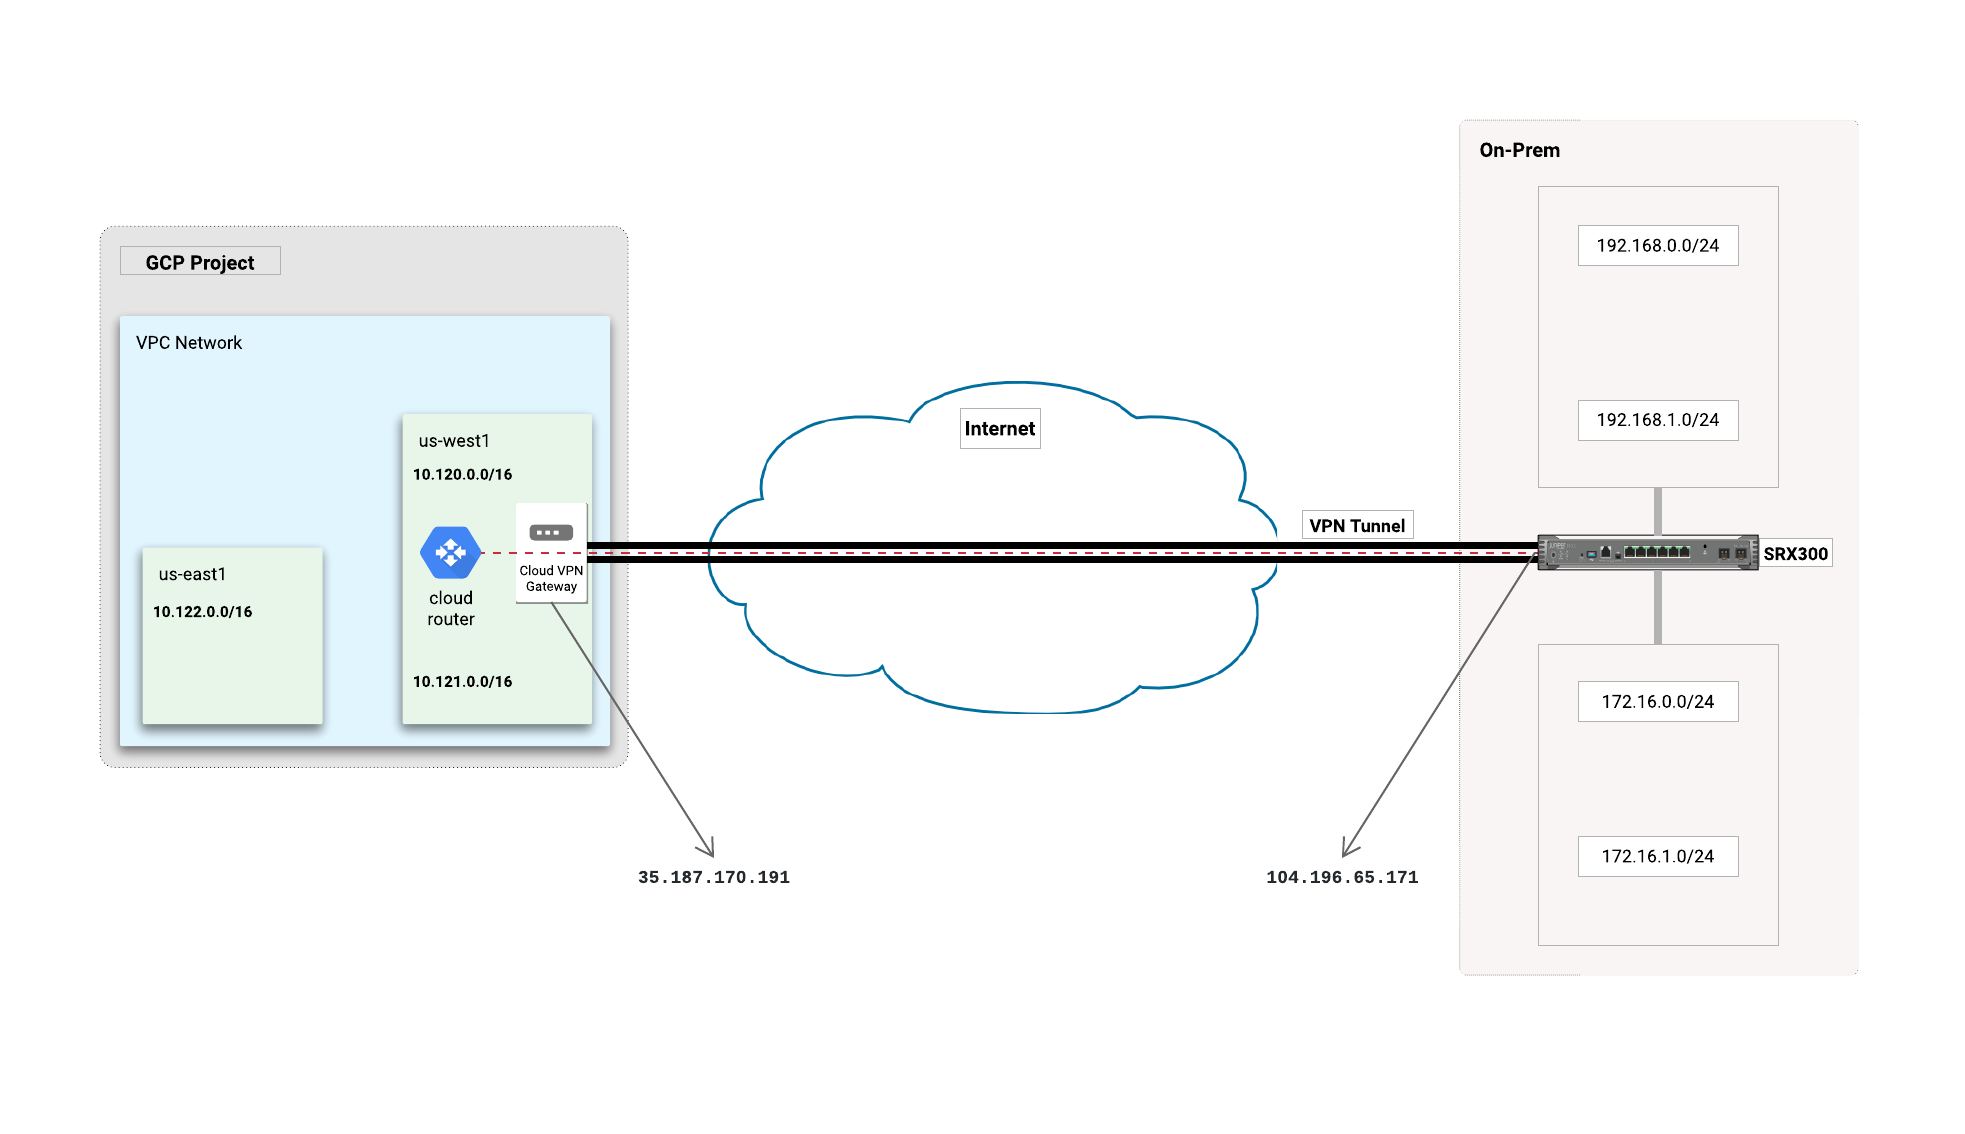 On-Prem
192.168.0.0/24
192.168.1.0/24
GCP Project
VPC Network
us-west1
10.120.0.0/16
cloud
router
Cloud VPN
Gateway
10.121.0.0/16
us-east1
10.122.0.0/16
Internet
VPN Tunnel
SRX300
172.16.0.0/24
172.16.1.0/24
35.187.170.191
104.196.65.171